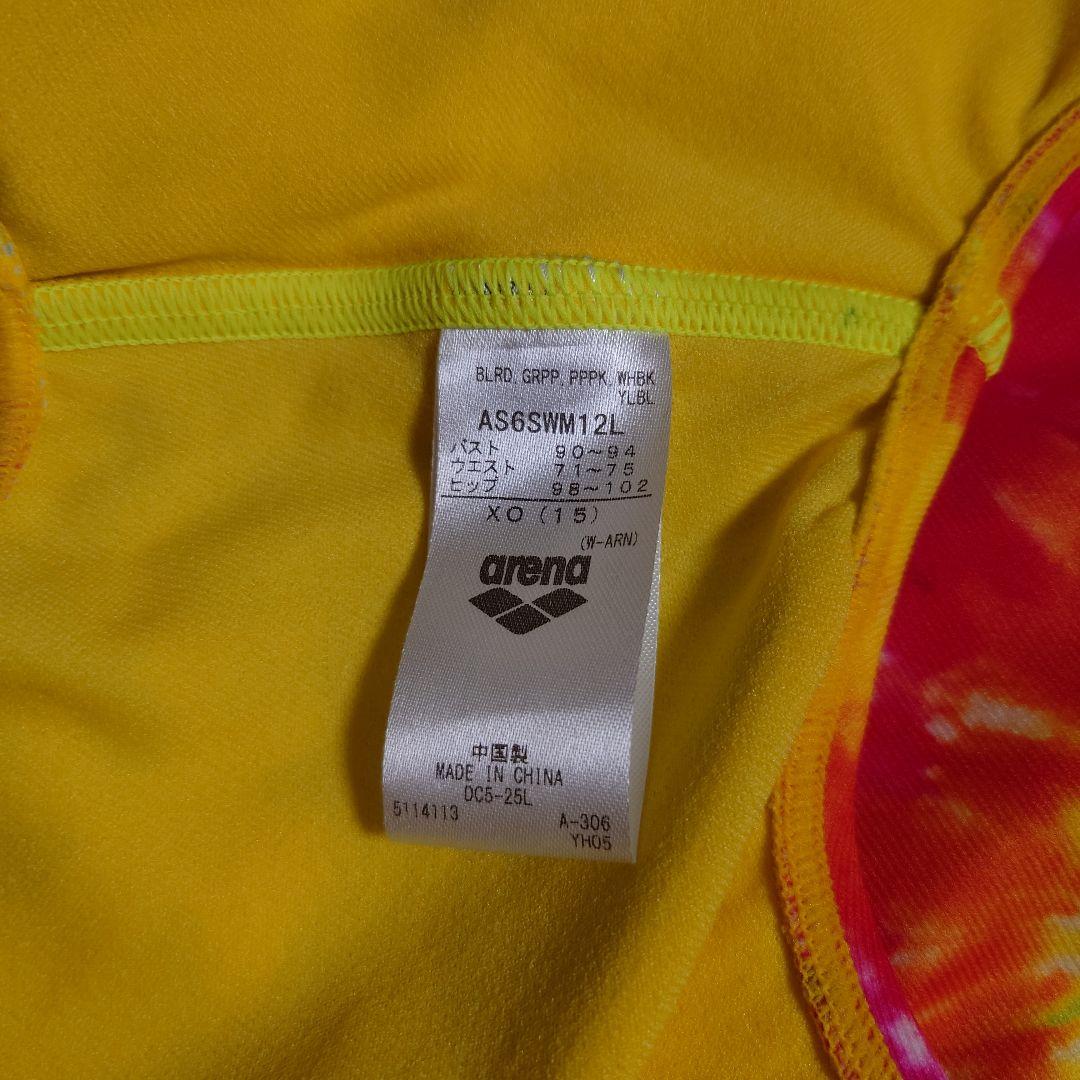 BLRD, GRPP, PPPK, WHBK
YLBL
AS6SWM12L
バスト 90～94
ウエスト 71～75
ヒップ 98～102
XO (15)
(W-ARN)
arena
中国製
MADE IN CHINA
DC5-25L
5114113 A-306
YH05